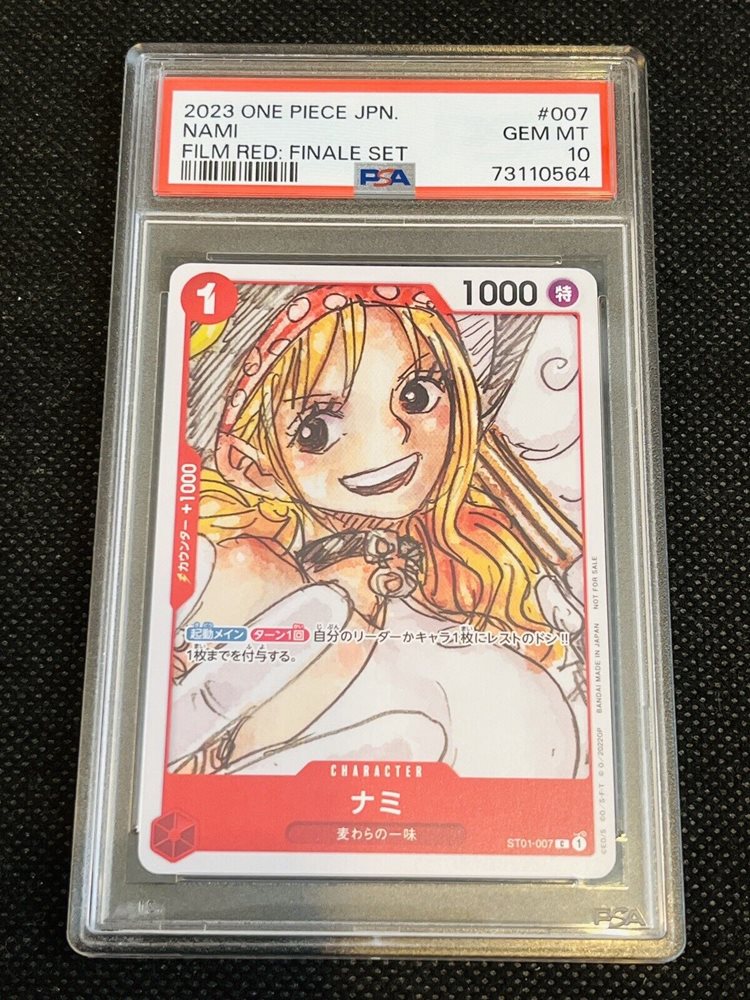 2023 ONE PIECE JPN. #007
NAMI GEM MT
FILM RED: FINALE SET 10
PSA 73110564
1 1000 特
カウンター +1000
起動メイン ターン1回 自分のリーダーかキャラ1枚にレストのドン!!
1枚までを付与する。
CHARACTER
ナミ
麦わらの一味
ST01-007 C 1
©E.O/S ©O/S·F·T ©O/2022OP BANDAI MADE IN JAPAN NOT FOR SALE
PSA